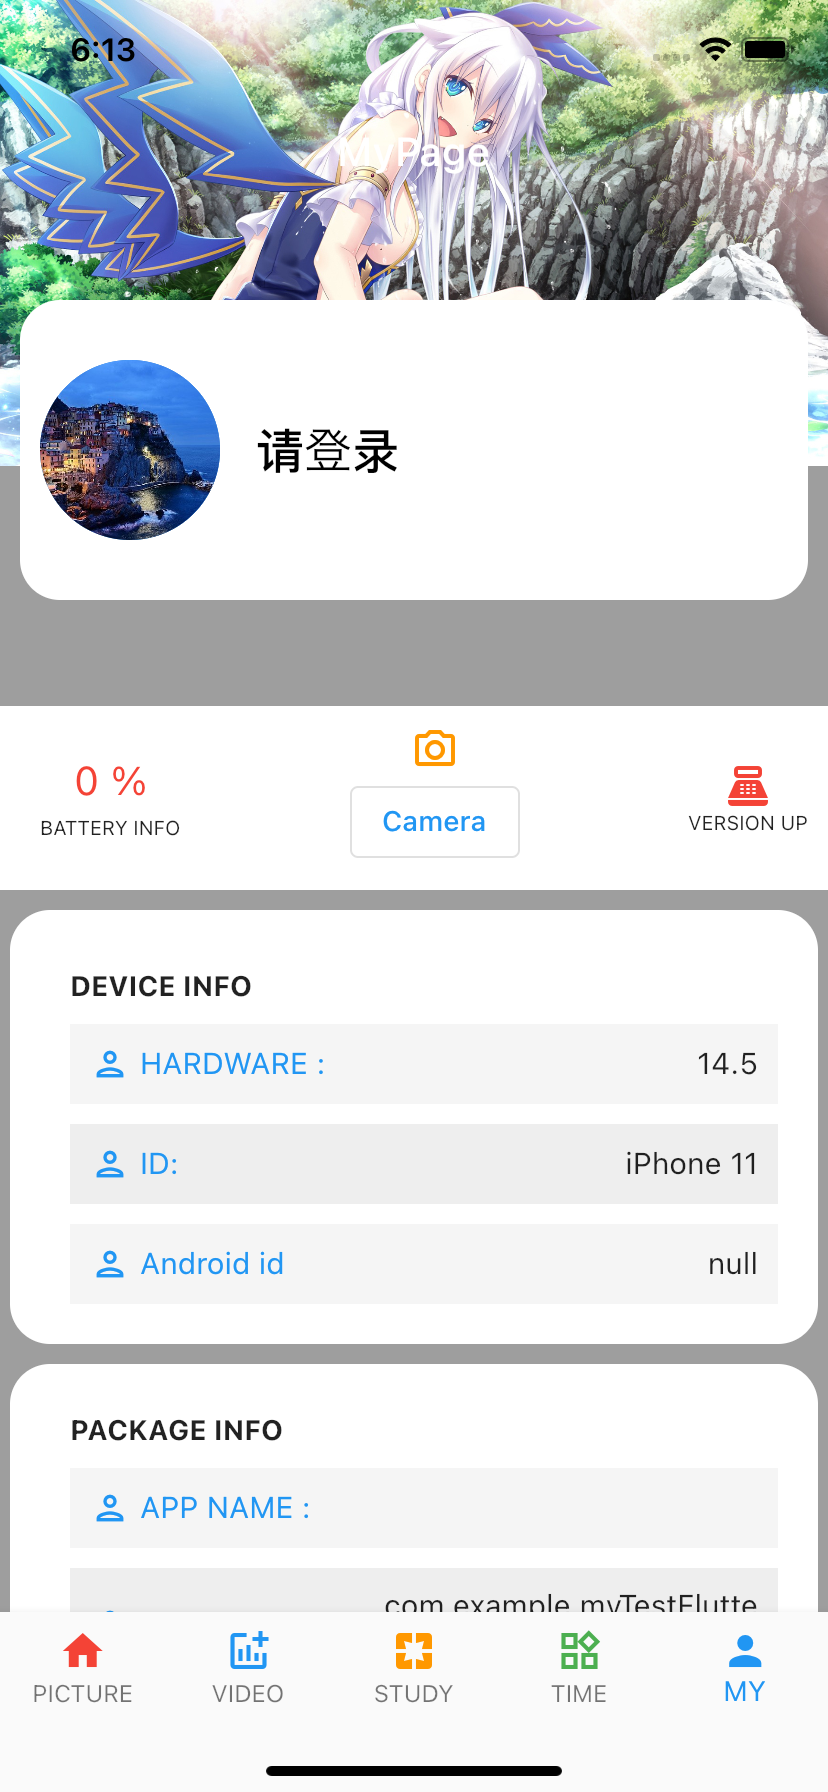 6:13
MyPage
请登录
0 %
BATTERY INFO
Camera
VERSION UP
DEVICE INFO
HARDWARE : 14.5
ID: iPhone 11
Android id null
PACKAGE INFO
APP NAME :
com.example.myTestFlutte
PICTURE
VIDEO
STUDY
TIME
MY